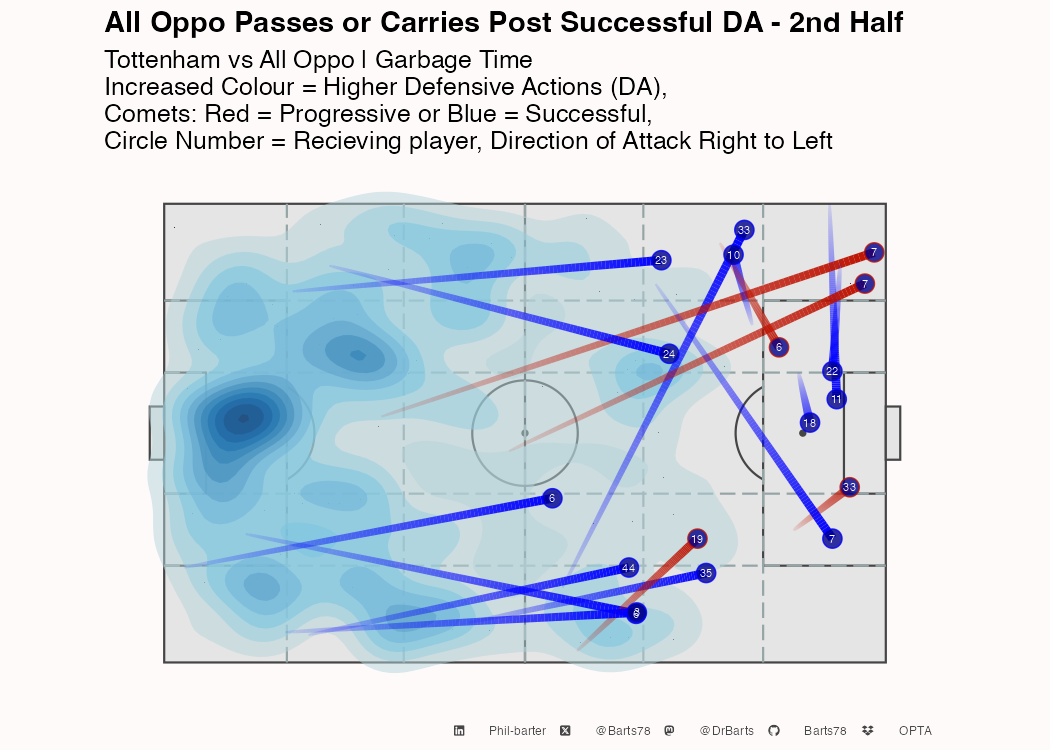 All Oppo Passes or Carries Post Successful DA - 2nd Half
Tottenham vs All Oppo | Garbage Time
Increased Colour = Higher Defensive Actions (DA),
Comets: Red = Progressive or Blue = Successful,
Circle Number = Recieving player, Direction of Attack Right to Left
33
10
7
23
7
6
24
22
11
18
33
6
19
7
44
35
Phil-barter @Barts78 @DrBarts Barts78 OPTA